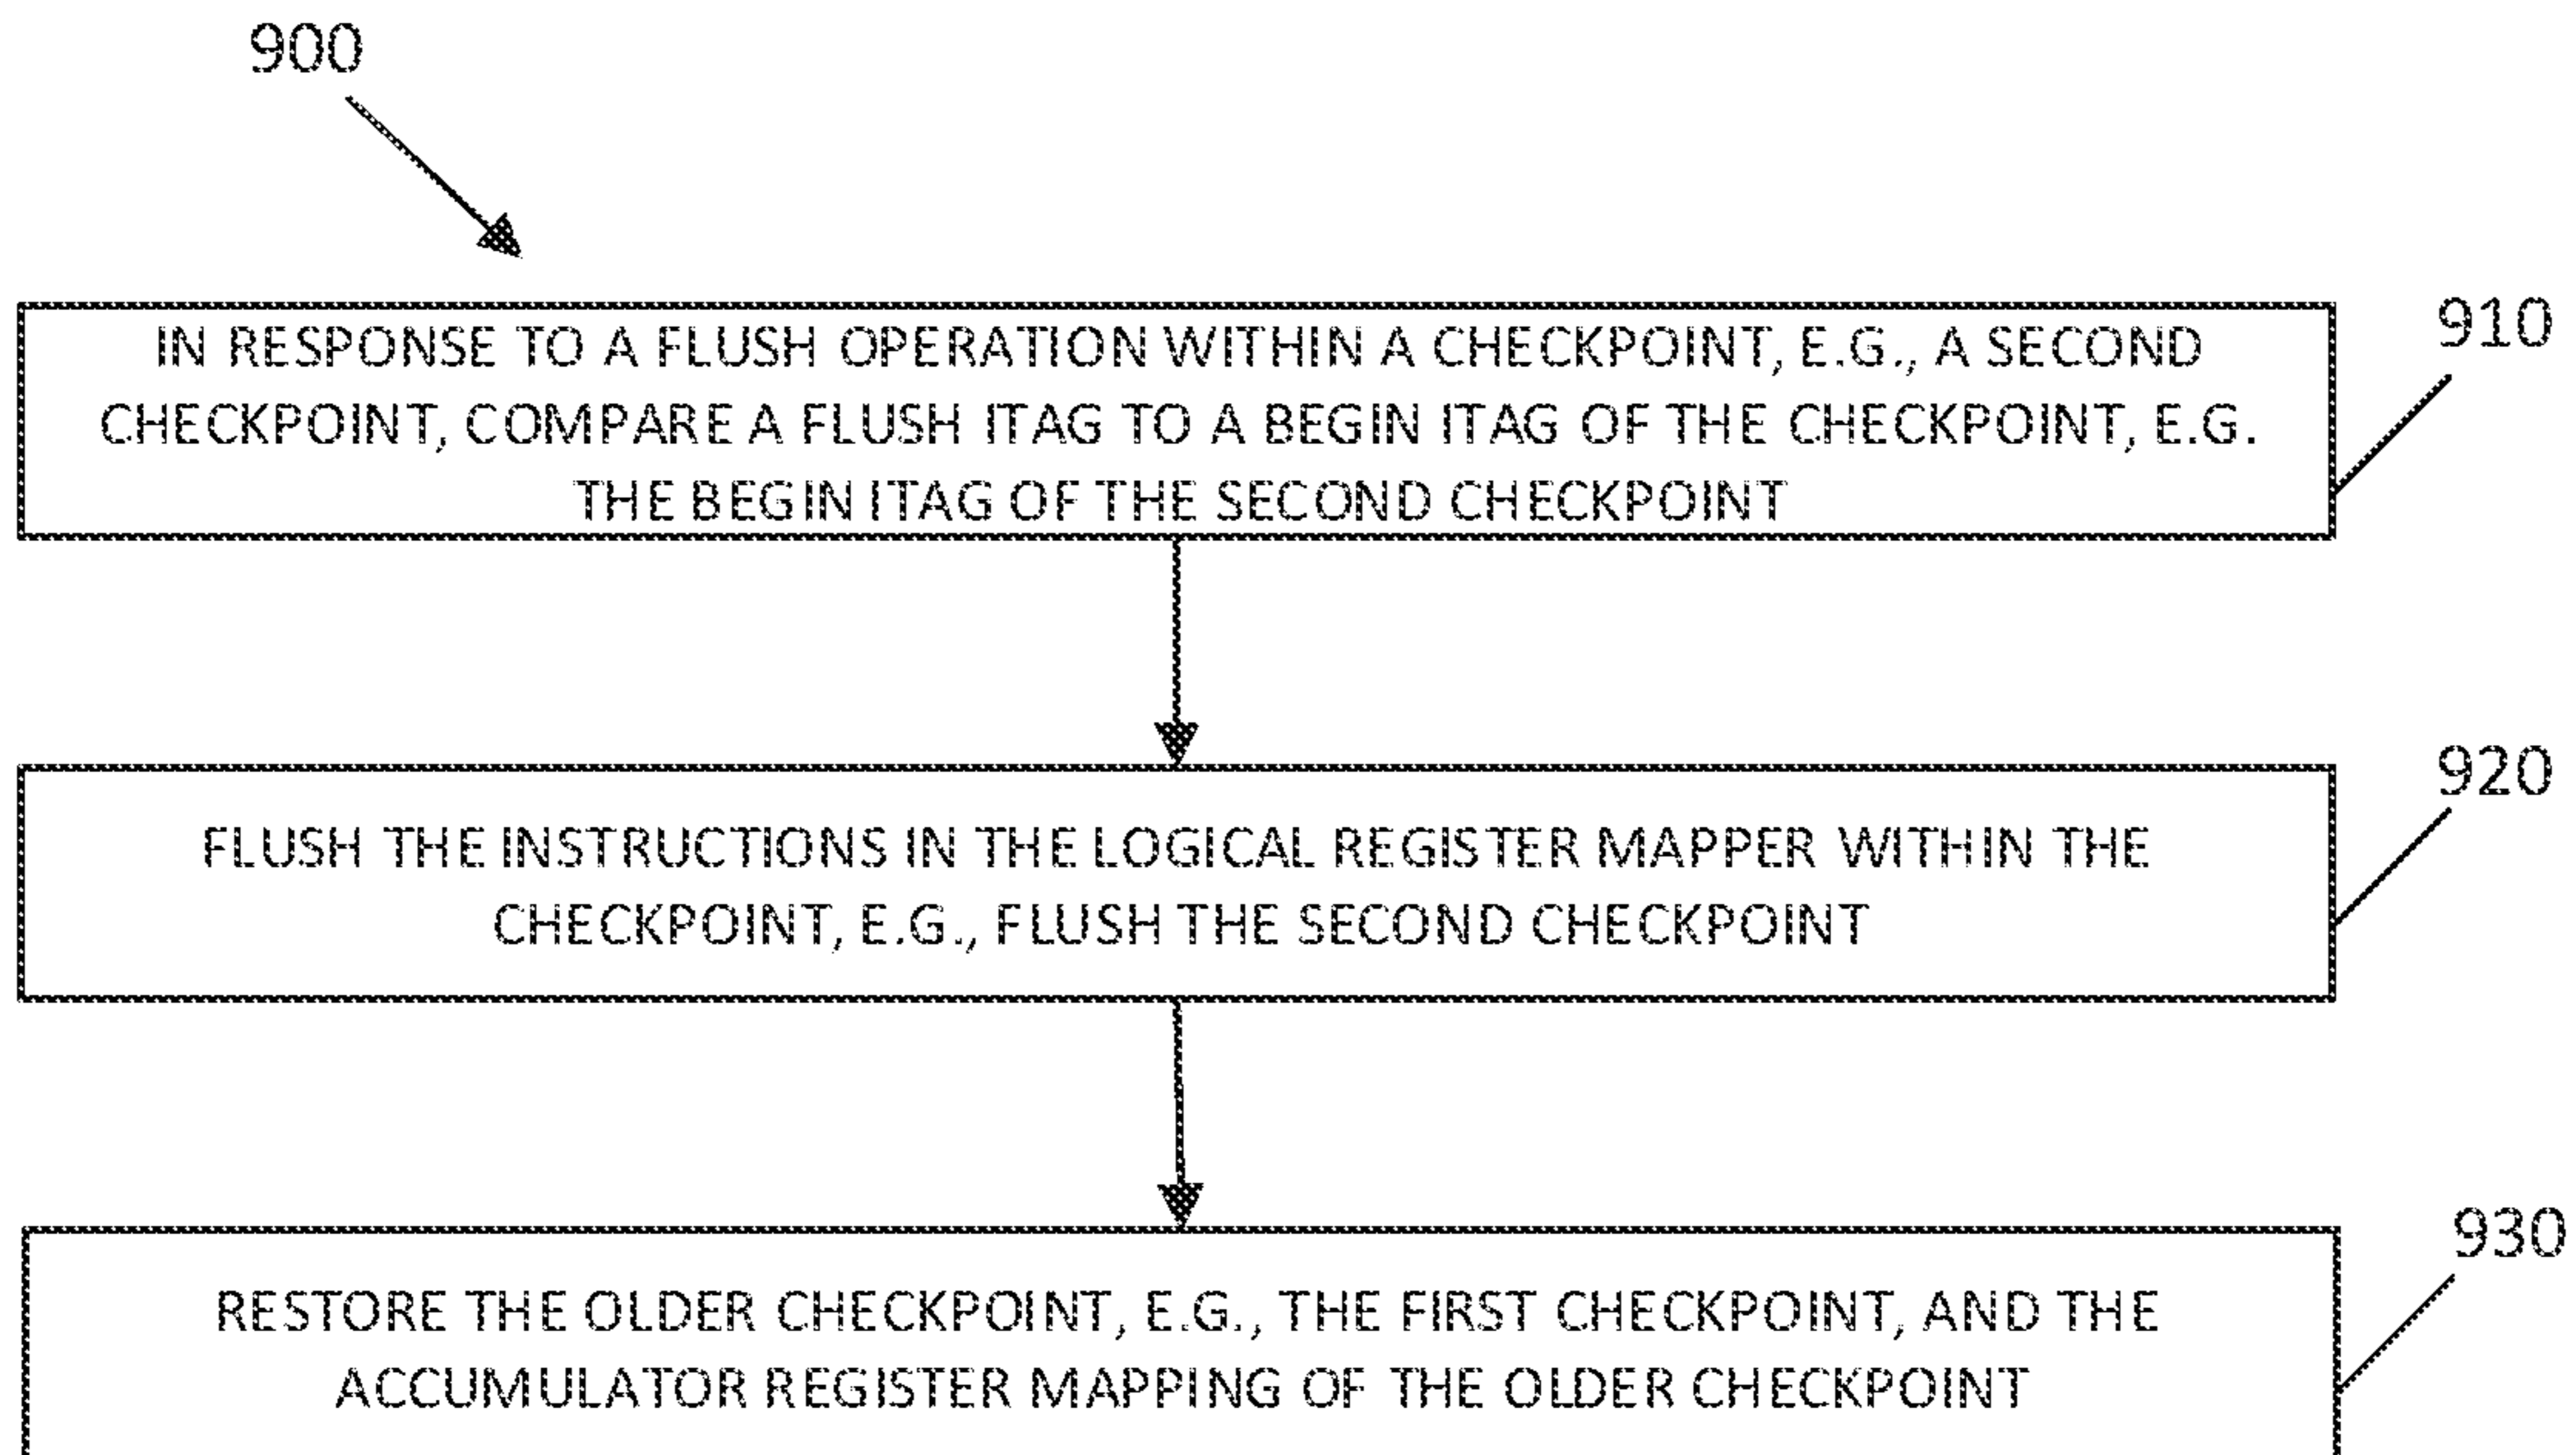 900
IN RESPONSE TO A FLUSH OPERATION WITHIN A CHECKPOINT, E.G., A SECOND
CHECKPOINT, COMPARE A FLUSH ITAG TO A BEGIN ITAG OF THE CHECKPOINT, E.G.
THE BEGIN ITAG OF THE SECOND CHECKPOINT
910
FLUSH THE INSTRUCTIONS IN THE LOGICAL REGISTER MAPPER WITHIN THE
CHECKPOINT, E.G., FLUSH THE SECOND CHECKPOINT
920
RESTORE THE OLDER CHECKPOINT, E.G., THE FIRST CHECKPOINT, AND THE
ACCUMULATOR REGISTER MAPPING OF THE OLDER CHECKPOINT
930